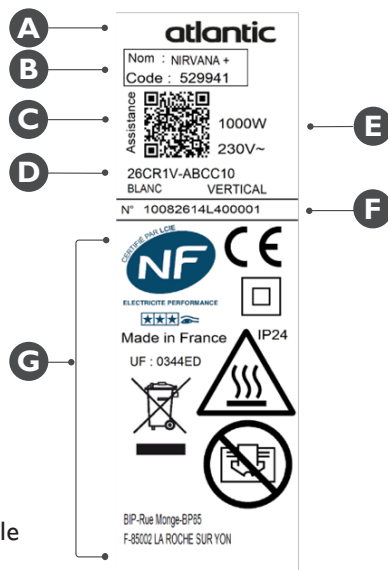 A
atlantic
B
Nom : NIRVANA +
Code : 529941
C
Assistance
1000W
230V~
E
D
26CR1V-ABCC10
BLANC VERTICAL
N° 10082614L400001
F
G
CERTIFIÉ PAR LCIE
NF
CE
ELECTRICITE PERFORMANCE
Made in France
IP24
UF : 0344ED
BIP-Rue Monge-BP65
F-85002 LA ROCHE SUR YON
le